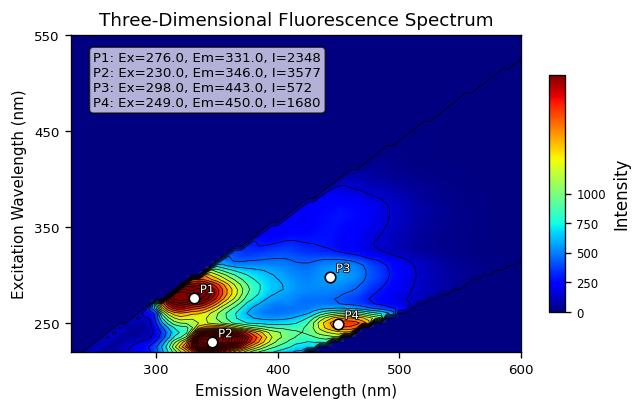 Three-Dimensional Fluorescence Spectrum
P1: Ex=276.0, Em=331.0, I=2348
P2: Ex=230.0, Em=346.0, I=3577
P3: Ex=298.0, Em=443.0, I=572
P4: Ex=249.0, Em=450.0, I=1680
Excitation Wavelength (nm)
550
450
350
250
P1
P2
P3
P4
300
400
500
600
Emission Wavelength (nm)
1000
750
500
250
0
Intensity